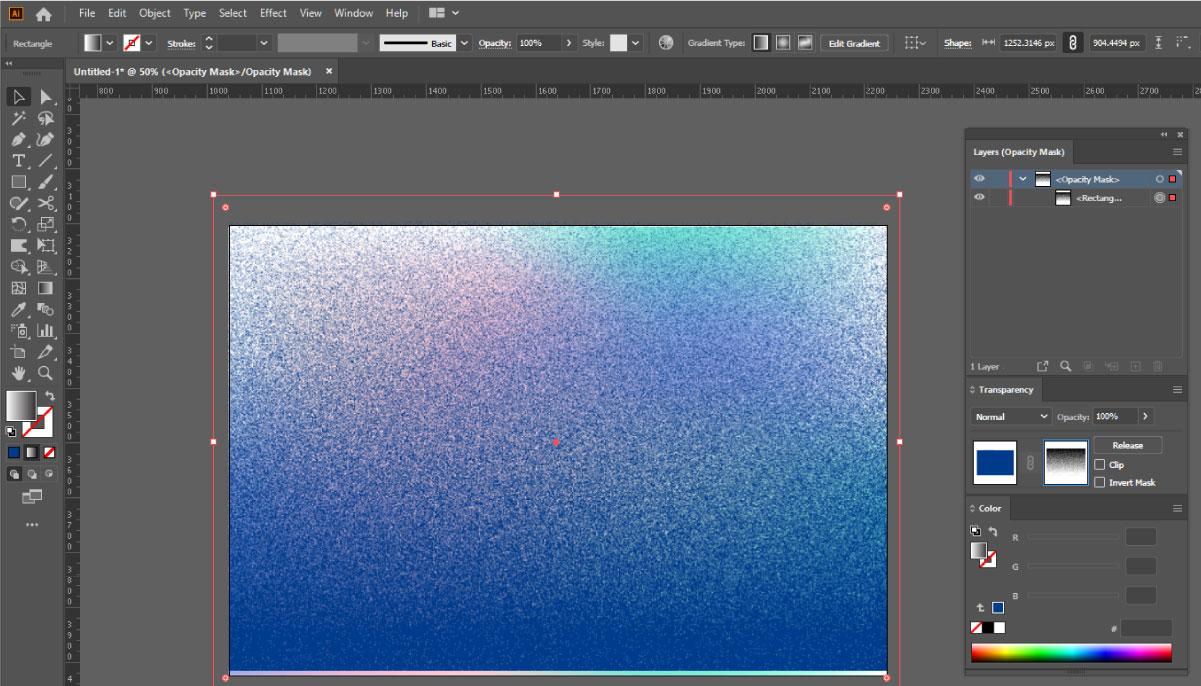 Ai File Edit Object Type Select Effect View Window Help
Rectangle Stroke: Basic Opacity: 100% Style: Gradient Type: Edit Gradient Shape: 1252.3146 px 904.4494 px
Untitled-1* @ 50% (<Opacity Mask>/Opacity Mask) ×
800 900 1000 1100 1200 1300 1400 1500 1600 1700 1800 1900 2000 2100 2200 2300 2400 2500 2600 2700
Layers (Opacity Mask)
<Opacity Mask>
<Rectang...
1 Layer
Transparency
Normal Opacity: 100%
Release
Clip
Invert Mask
Color
R
G
B
#